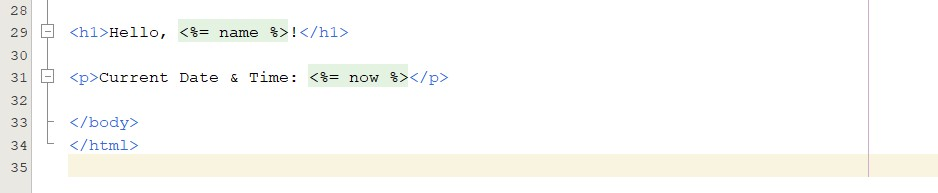 28
29 <h1>Hello, <%= name %>!</h1>
30
31 <p>Current Date & Time: <%= now %></p>
32
33 </body>
34 </html>
35